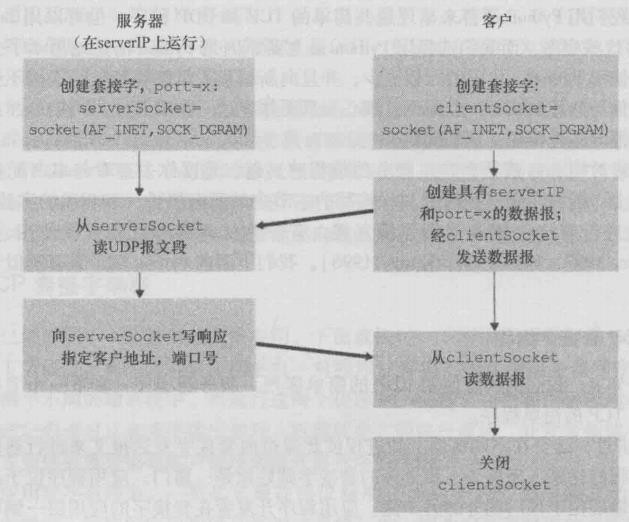 服务器
(在serverIP上运行)
客户
创建套接字，port=x：
serverSocket=
socket(AF_INET,SOCK_DGRAM)
创建套接字：
clientSocket=
socket(AF_INET,SOCK_DGRAM)
创建具有serverIP
和port=x的数据报；
经clientSocket
发送数据报
从serverSocket
读UDP报文段
向serverSocket写响应
指定客户地址，端口号
从clientSocket
读数据报
关闭
clientSocket